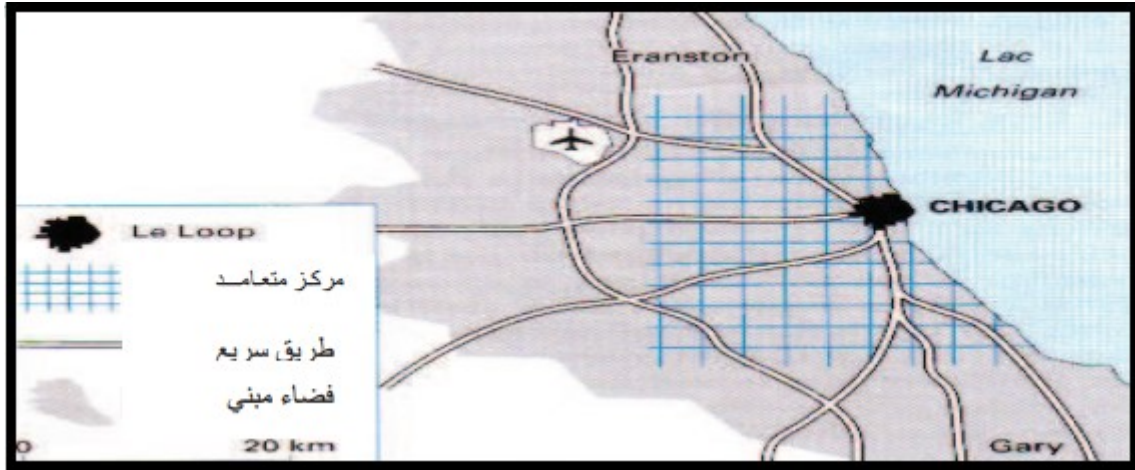 Eranston
Lac
Michigan
CHICAGO
Le Loop
مركز متعامد
طريق سريع
فضاء مبني
0 20 km
Gary